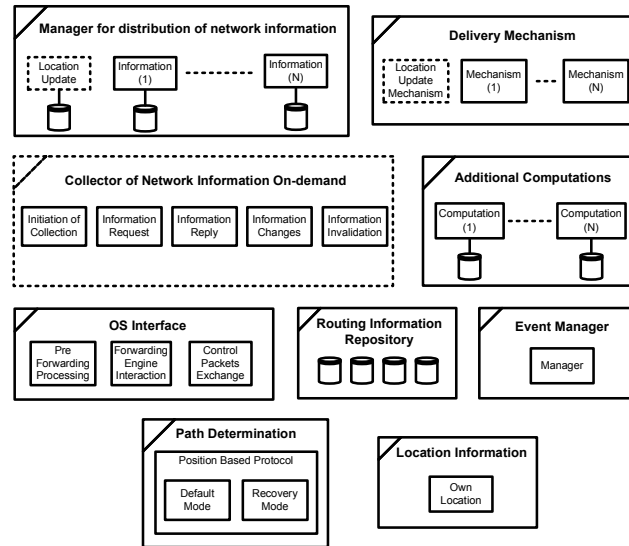 Manager for distribution of network information
Location
Update
Information
(1)
Information
(N)
Delivery Mechanism
Location
Update
Mechanism
Mechanism
(1)
Mechanism
(N)
Collector of Network Information On-demand
Initiation of
Collection
Information
Request
Information
Reply
Information
Changes
Information
Invalidation
Additional Computations
Computation
(1)
Computation
(N)
OS Interface
Pre
Forwarding
Processing
Forwarding
Engine
Interaction
Control
Packets
Exchange
Routing Information
Repository
Event Manager
Manager
Path Determination
Position Based Protocol
Default
Mode
Recovery
Mode
Location Information
Own
Location